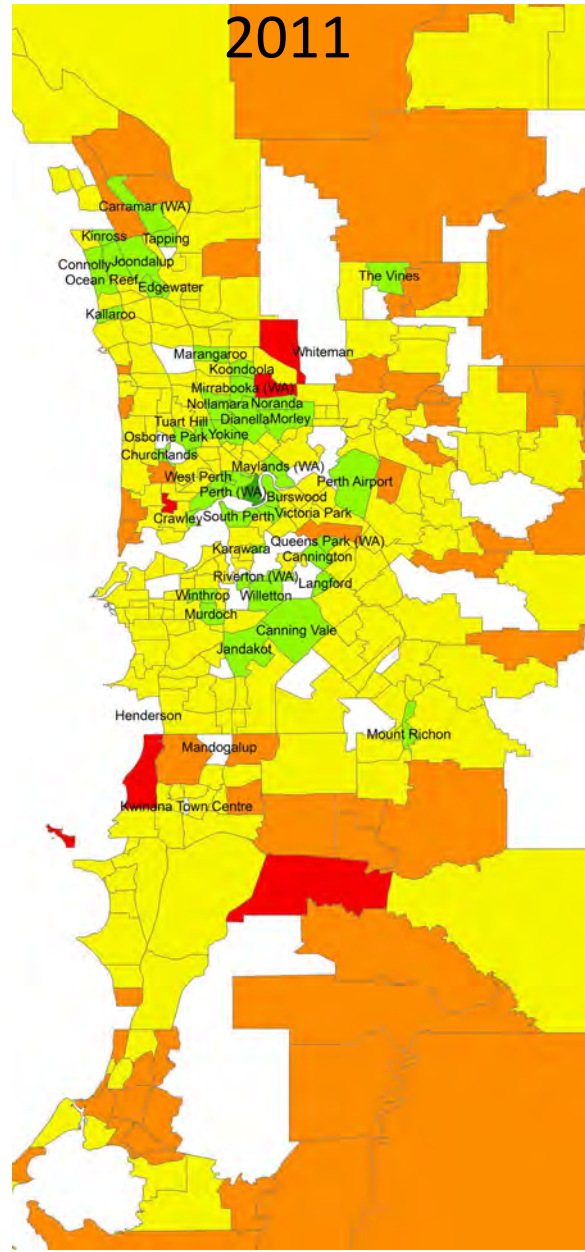 2011
Carramar (WA)
Kinross
Tapping
Connolly
Joondalup
Ocean Reef
Edgewater
The Vines
Kallaroo
Marangaroo
Whiteman
Koondoola
Mirrabooka (WA)
Nollamara
Noranda
Tuart Hill
Dianella
Morley
Osborne Park
Yokine
Churchlands
Maylands (WA)
West Perth
Perth Airport
Perth (WA)
Burswood
Crawley
South Perth
Victoria Park
Karawara
Queens Park (WA)
Cannington
Riverton (WA)
Langford
Winthrop
Willetton
Murdoch
Canning Vale
Jandakot
Henderson
Mount Richon
Mandogalup
Kwinana Town Centre